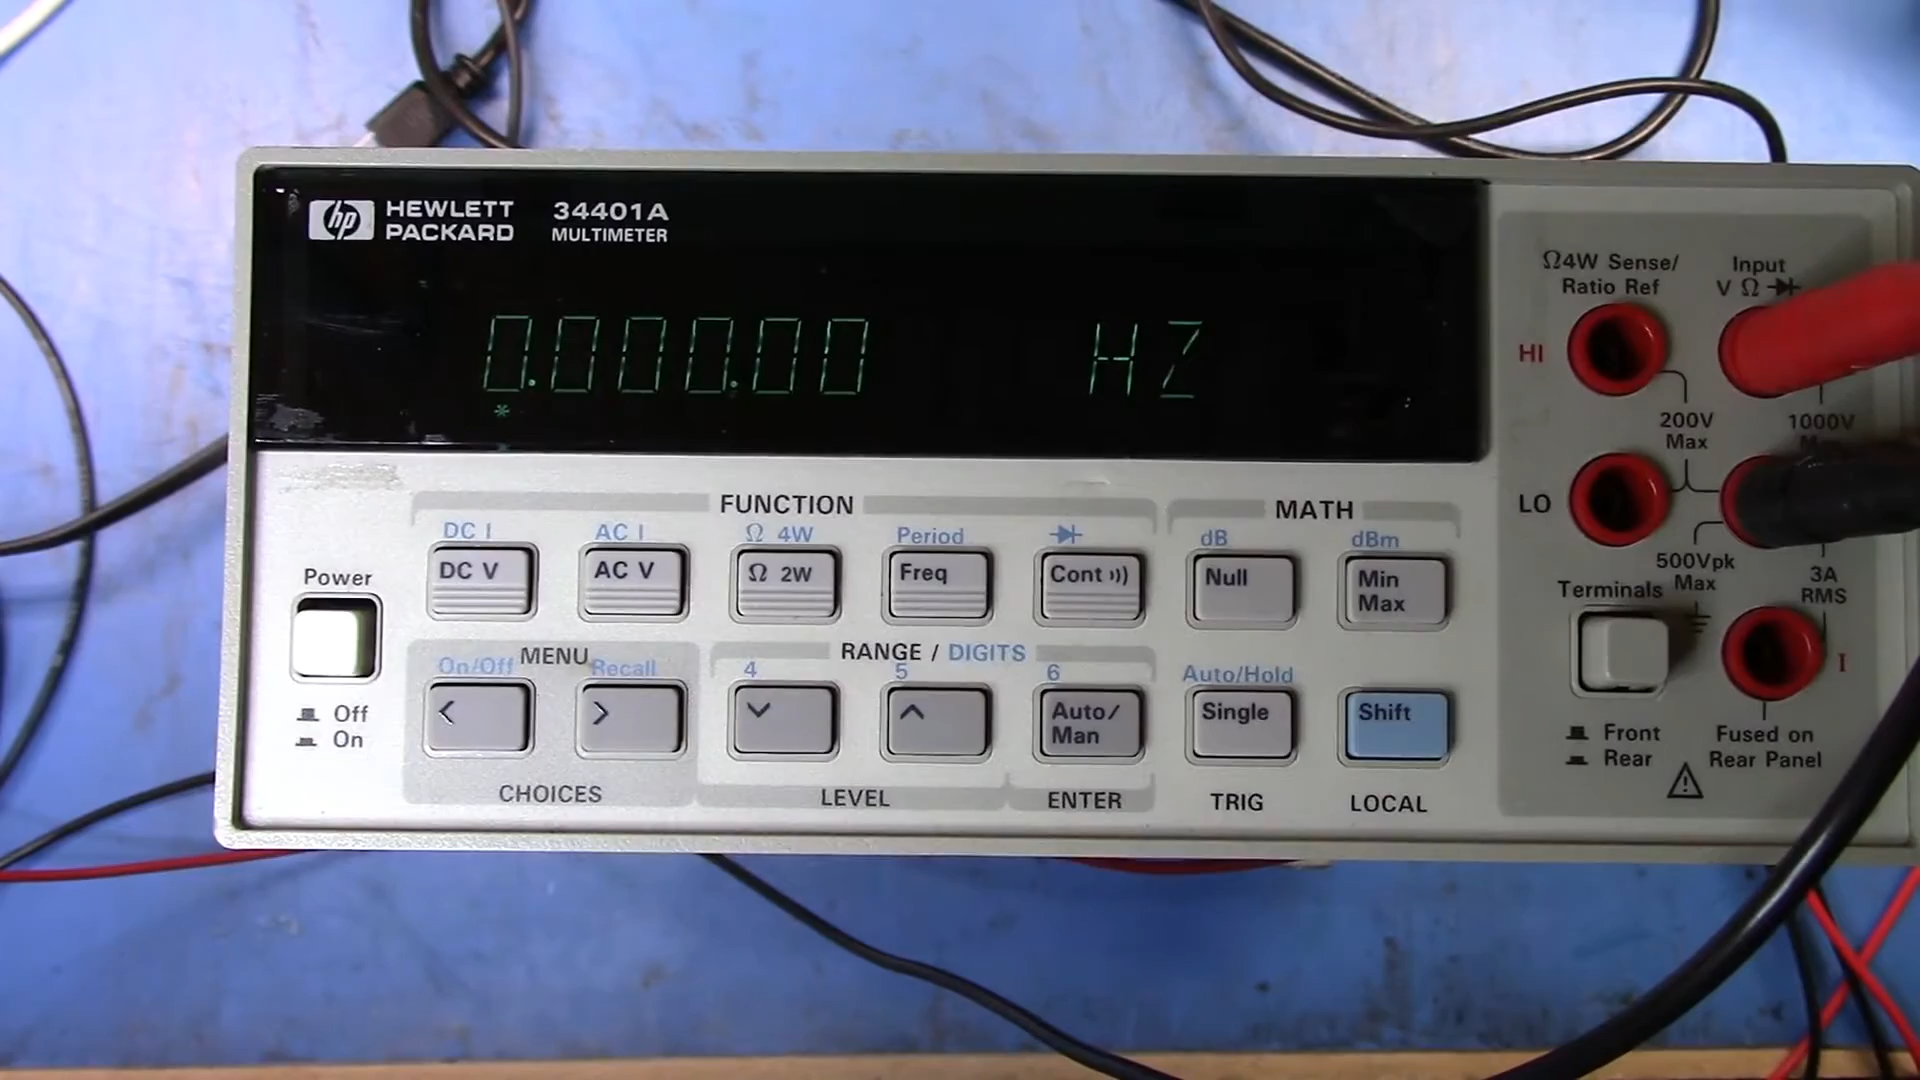 hp HEWLETT PACKARD
34401A
MULTIMETER
0.000.00 HZ
*
Ω4W Sense/
Ratio Ref
Input
V Ω
HI
200V
Max
1000V
LO
500Vpk
Max
3A
RMS
Terminals
I
Front
Rear
Fused on
Rear Panel
Power
Off
On
FUNCTION
DC I
DC V
AC I
AC V
Ω 4W
Ω 2W
Period
Freq
Cont
MATH
dB
Null
dBm
Min
Max
MENU
On/Off
<
Recall
>
CHOICES
RANGE / DIGITS
4
5
6
Auto/
Man
LEVEL
ENTER
Auto/Hold
Single
TRIG
Shift
LOCAL